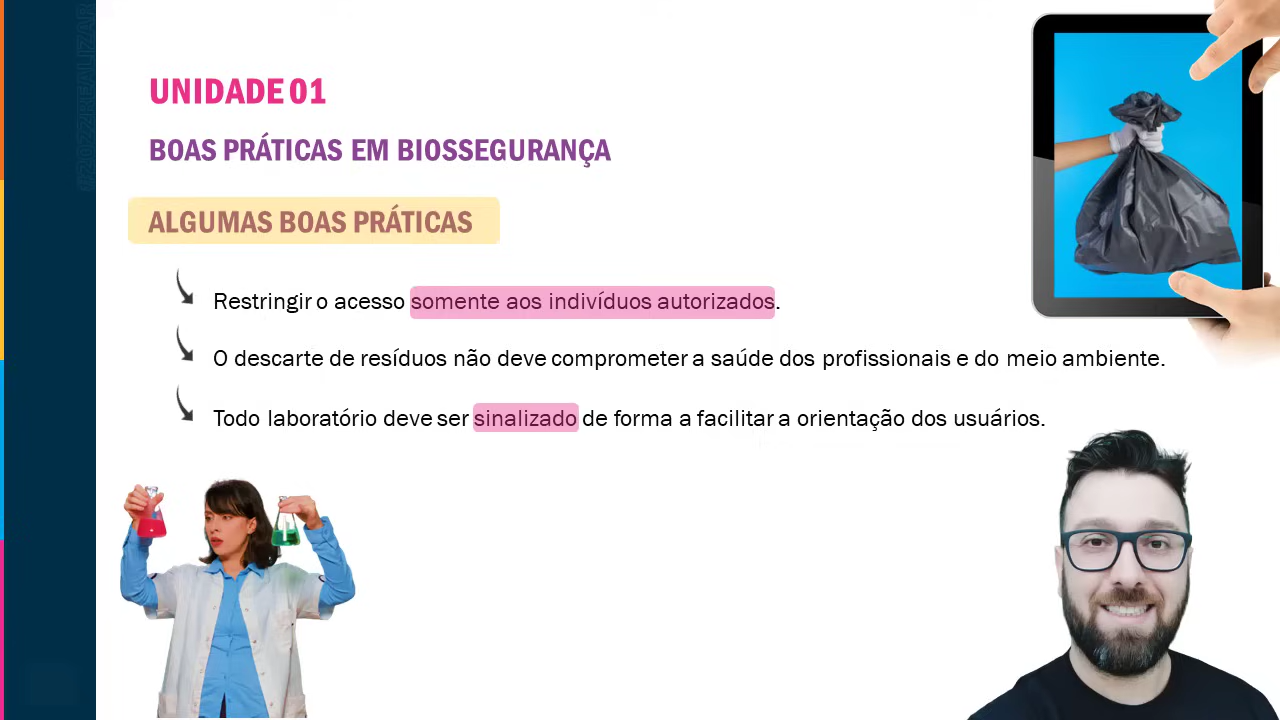 UNIDADE 01
BOAS PRÁTICAS EM BIOSSEGURANÇA
ALGUMAS BOAS PRÁTICAS
Restringir o acesso somente aos indivíduos autorizados.
O descarte de resíduos não deve comprometer a saúde dos profissionais e do meio ambiente.
Todo laboratório deve ser sinalizado de forma a facilitar a orientação dos usuários.